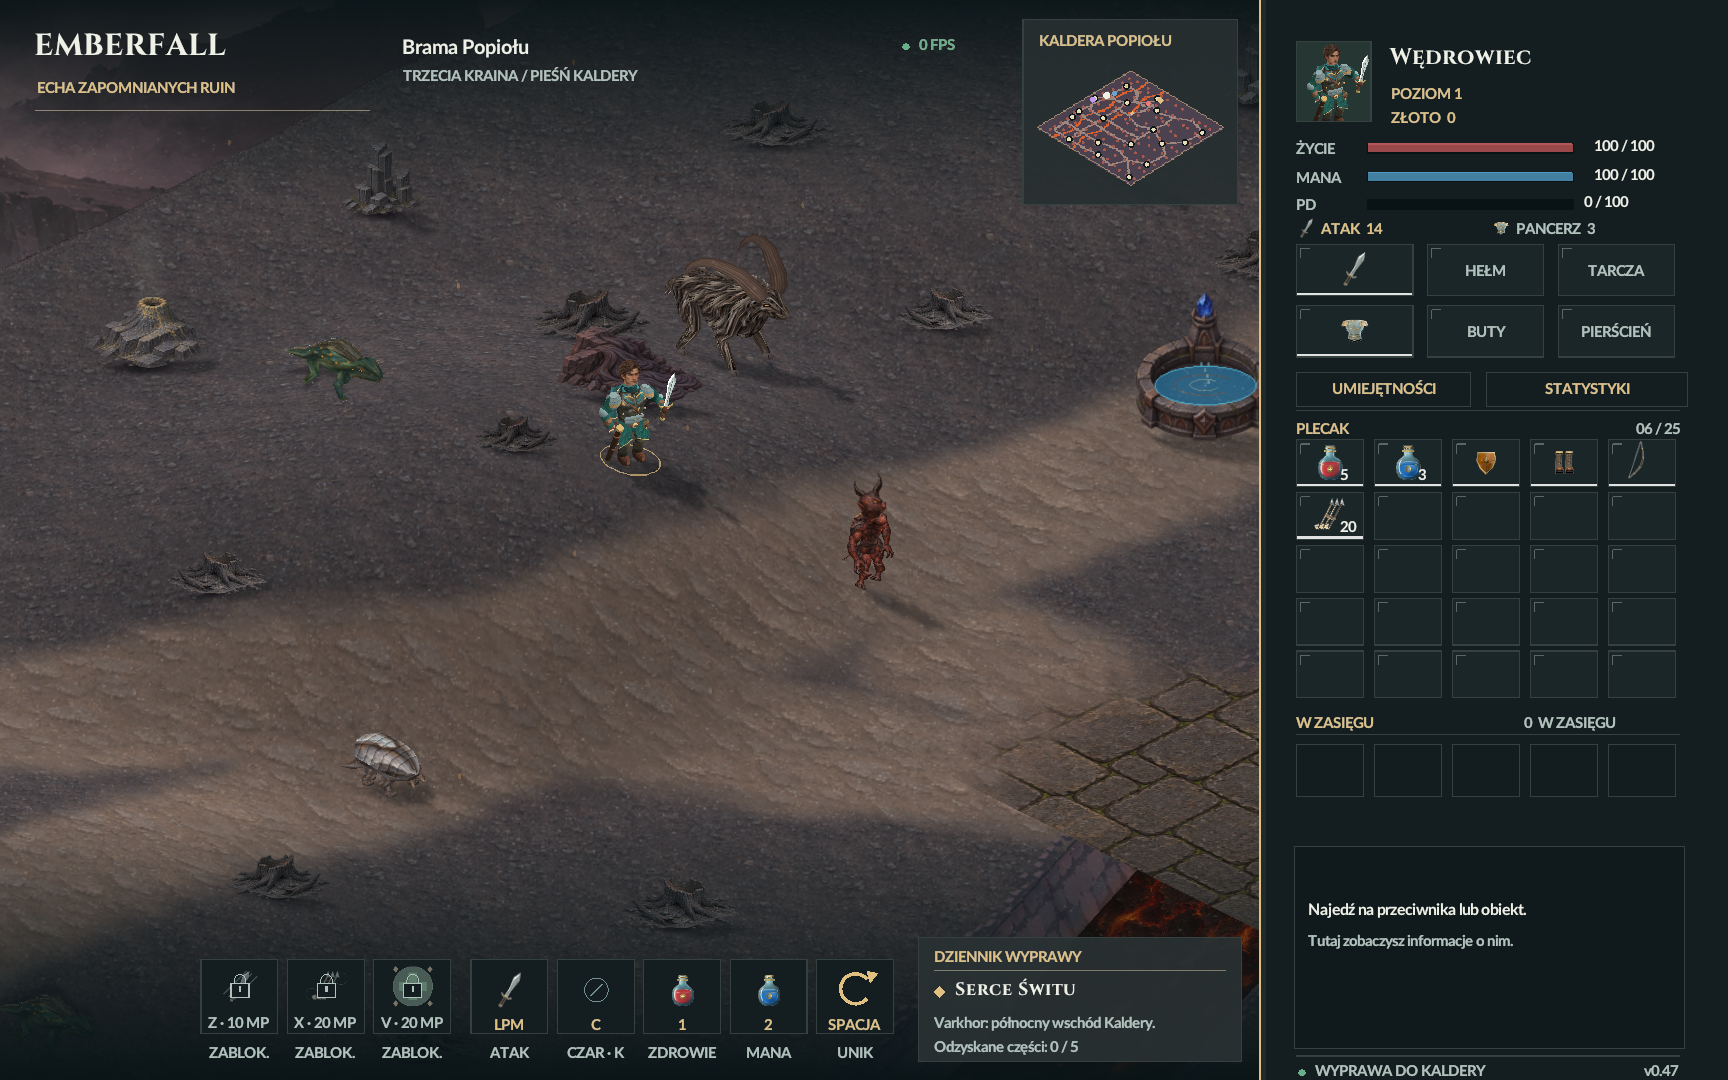 EMBERFALL
ECHA ZAPOMNIANYCH RUIN
Brama Popiołu
TRZECIA KRAINA / PIEŚŃ KALDERY
0 FPS
KALDERA POPIOŁU
WĘDROWIEC
POZIOM 1
ZŁOTO 0
ŻYCIE 100 / 100
MANA 100 / 100
PD 0 / 100
ATAK 14 PANCERZ 3
HEŁM TARCZA
BUTY PIERŚCIEŃ
UMIEJĘTNOŚCI STATYSTYKI
PLECAK 06 / 25
5 3
20
W ZASIĘGU 0 W ZASIĘGU
Najedź na przeciwnika lub obiekt.
Tutaj zobaczysz informacje o nim.
WYPRAWA DO KALDERY v0.47
Z · 10 MP X · 20 MP V · 20 MP LPM C 1 2 SPACJA
ZABLOK. ZABLOK. ZABLOK. ATAK CZAR · K ZDROWIE MANA UNIK
DZIENNIK WYPRAWY
SERCE ŚWITU
Varkhor: północny wschód Kaldery.
Odzyskane części: 0 / 5